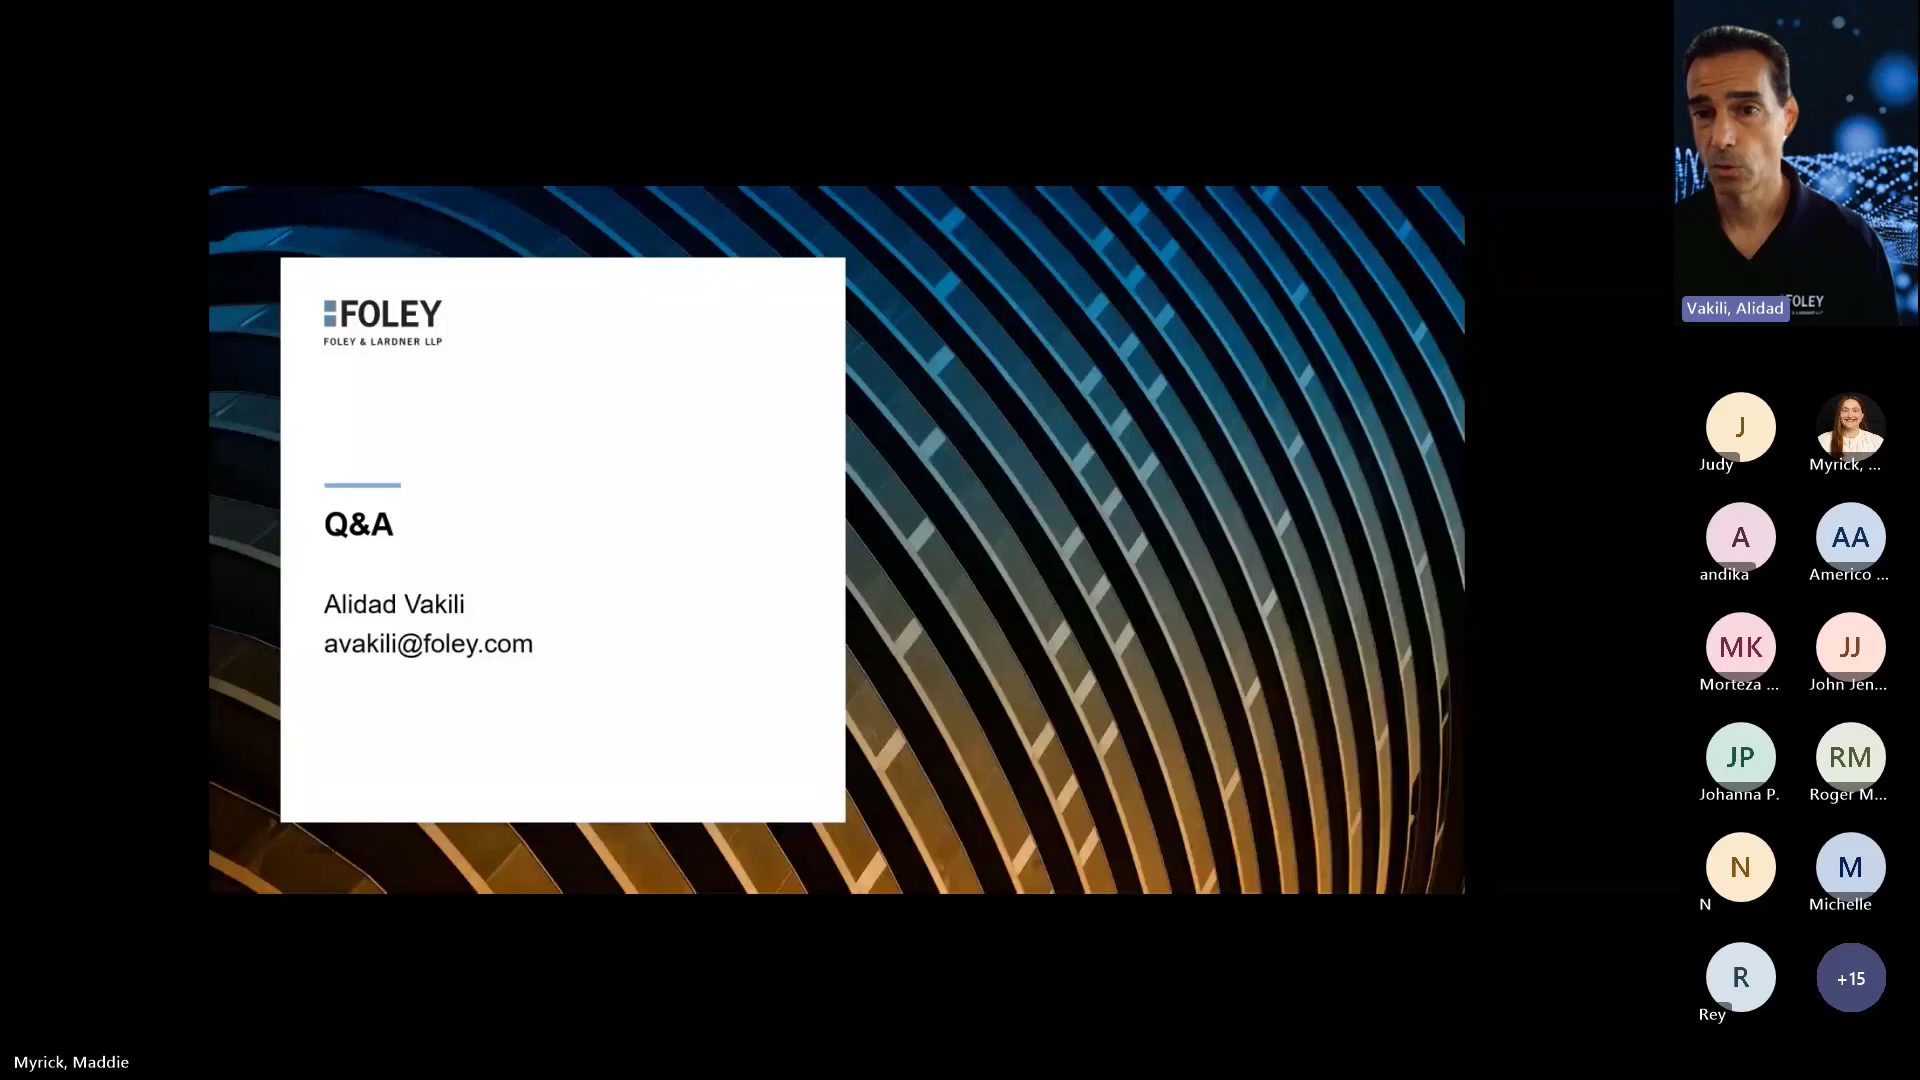 FOLEY
FOLEY & LARDNER LLP
Q&A
Alidad Vakili
avakili@foley.com
FOLEY
Vakili, Alidad
J
Judy
Myrick, ...
A
andika
AA
Americo ...
MK
Morteza ...
JJ
John Jen...
JP
Johanna P.
RM
Roger M...
N
N
M
Michelle
R
Rey
+15
Myrick, Maddie